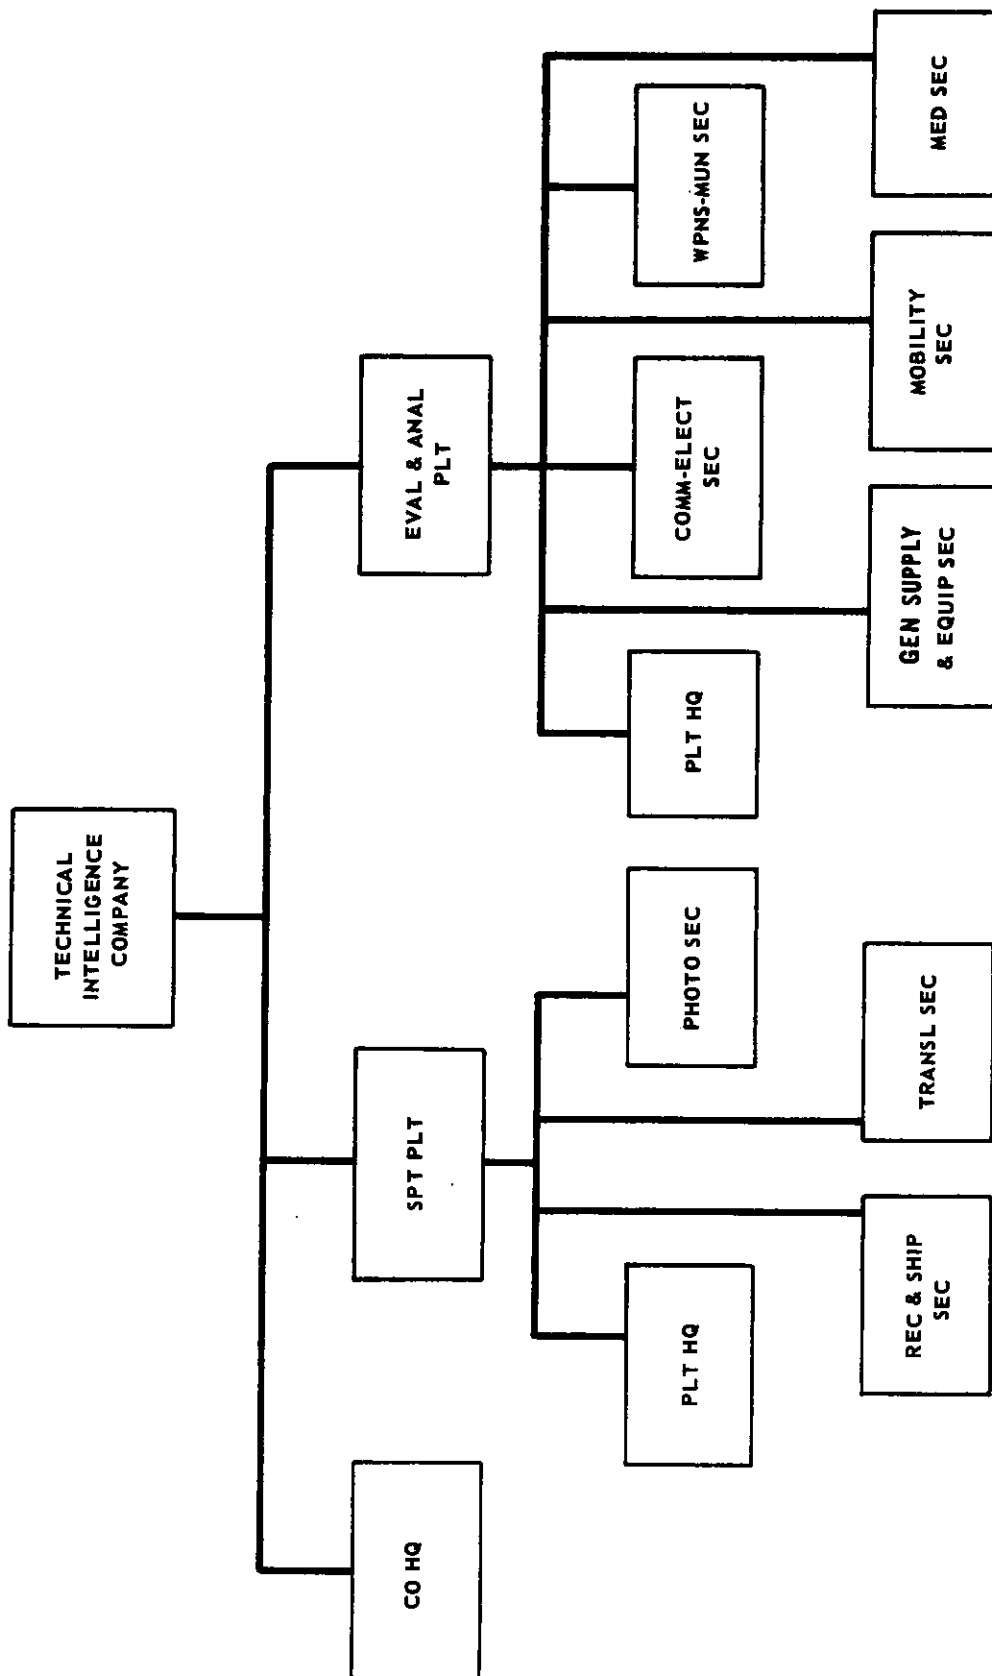 TECHNICAL
INTELLIGENCE
COMPANY
CO HQ
SPT PLT
EVAL & ANAL
PLT
PLT HQ
PHOTO SEC
PLT HQ
COMM-ELECT
SEC
WPNS-MUN SEC
REC & SHIP
SEC
TRANSL SEC
GEN SUPPLY
& EQUIP SEC
MOBILITY
SEC
MED SEC